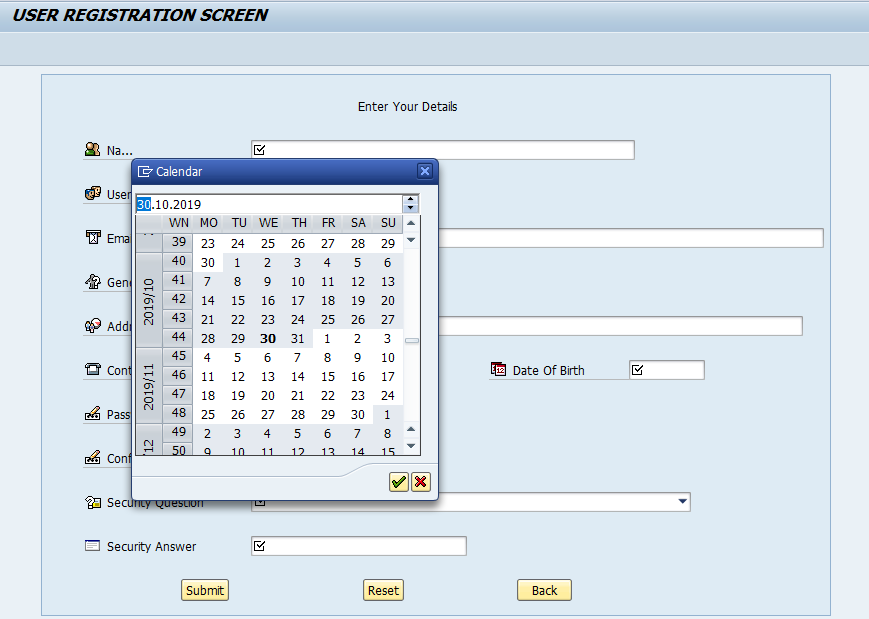 USER REGISTRATION SCREEN
Enter Your Details
Na...
Calendar
User
30.10.2019
WN MO TU WE TH FR SA SU
Ema
39 23 24 25 26 27 28 29
40 30 1 2 3 4 5 6
Gen
41 7 8 9 10 11 12 13
2019/10
42 14 15 16 17 18 19 20
43 21 22 23 24 25 26 27
Addr
44 28 29 30 31 1 2 3
45 4 5 6 7 8 9 10
Cont
Date Of Birth
46 11 12 13 14 15 16 17
2019/11
47 18 19 20 21 22 23 24
48 25 26 27 28 29 30 1
Pass
49 2 3 4 5 6 7 8
/12
50 9 10 11 12 13 14 15
Conf
Security Question
Security Answer
Submit Reset Back